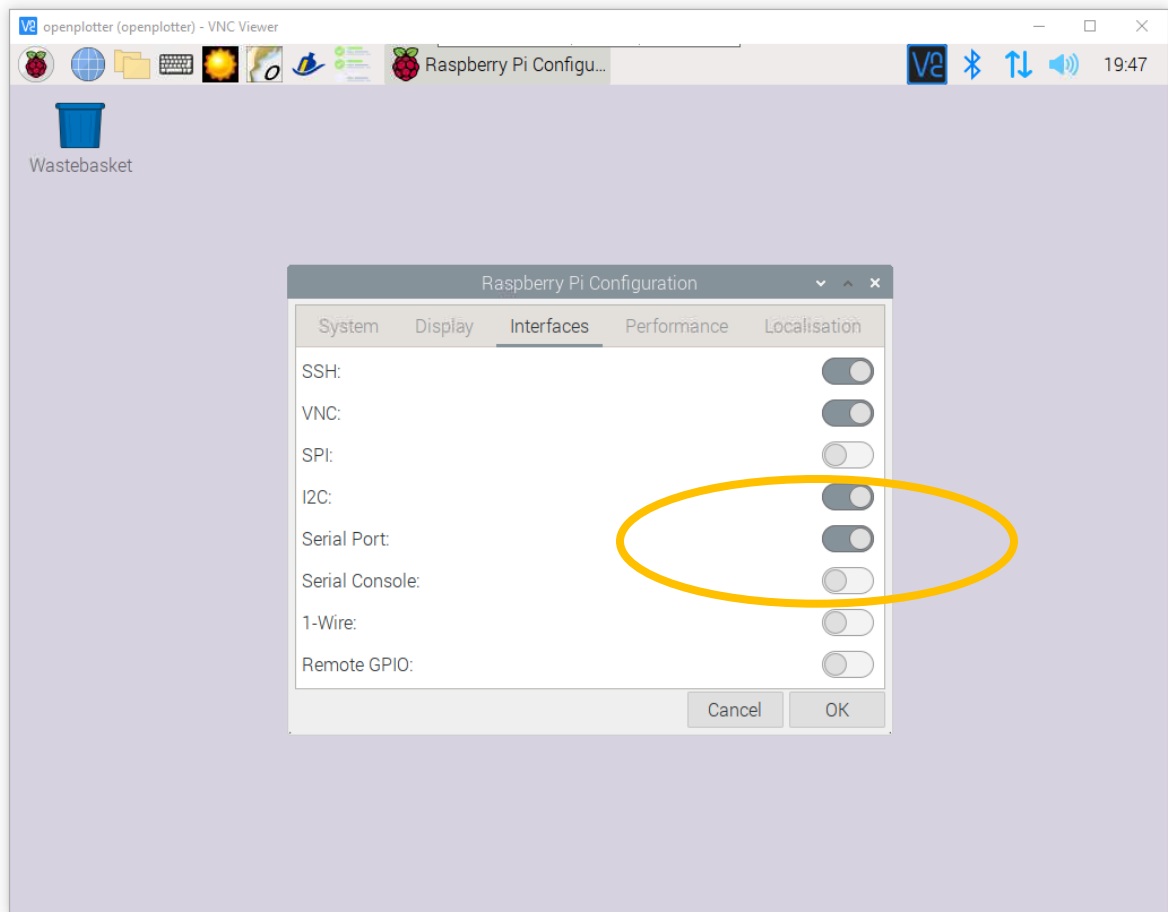 openplotter (openplotter) - VNC Viewer
Raspberry Pi Configu... 19:47
Wastebasket
Raspberry Pi Configuration
System Display Interfaces Performance Localisation
SSH:
VNC:
SPI:
I2C:
Serial Port:
Serial Console:
1-Wire:
Remote GPIO:
Cancel OK